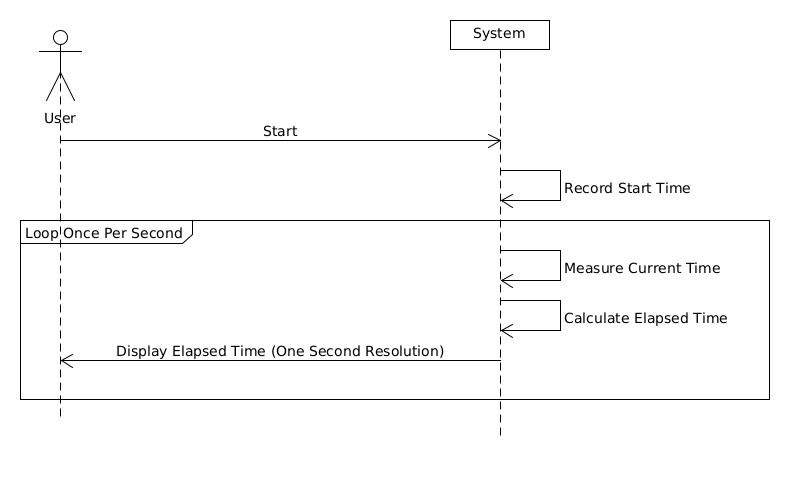 System
User
Start
Record Start Time
Loop Once Per Second
Measure Current Time
Calculate Elapsed Time
Display Elapsed Time (One Second Resolution)